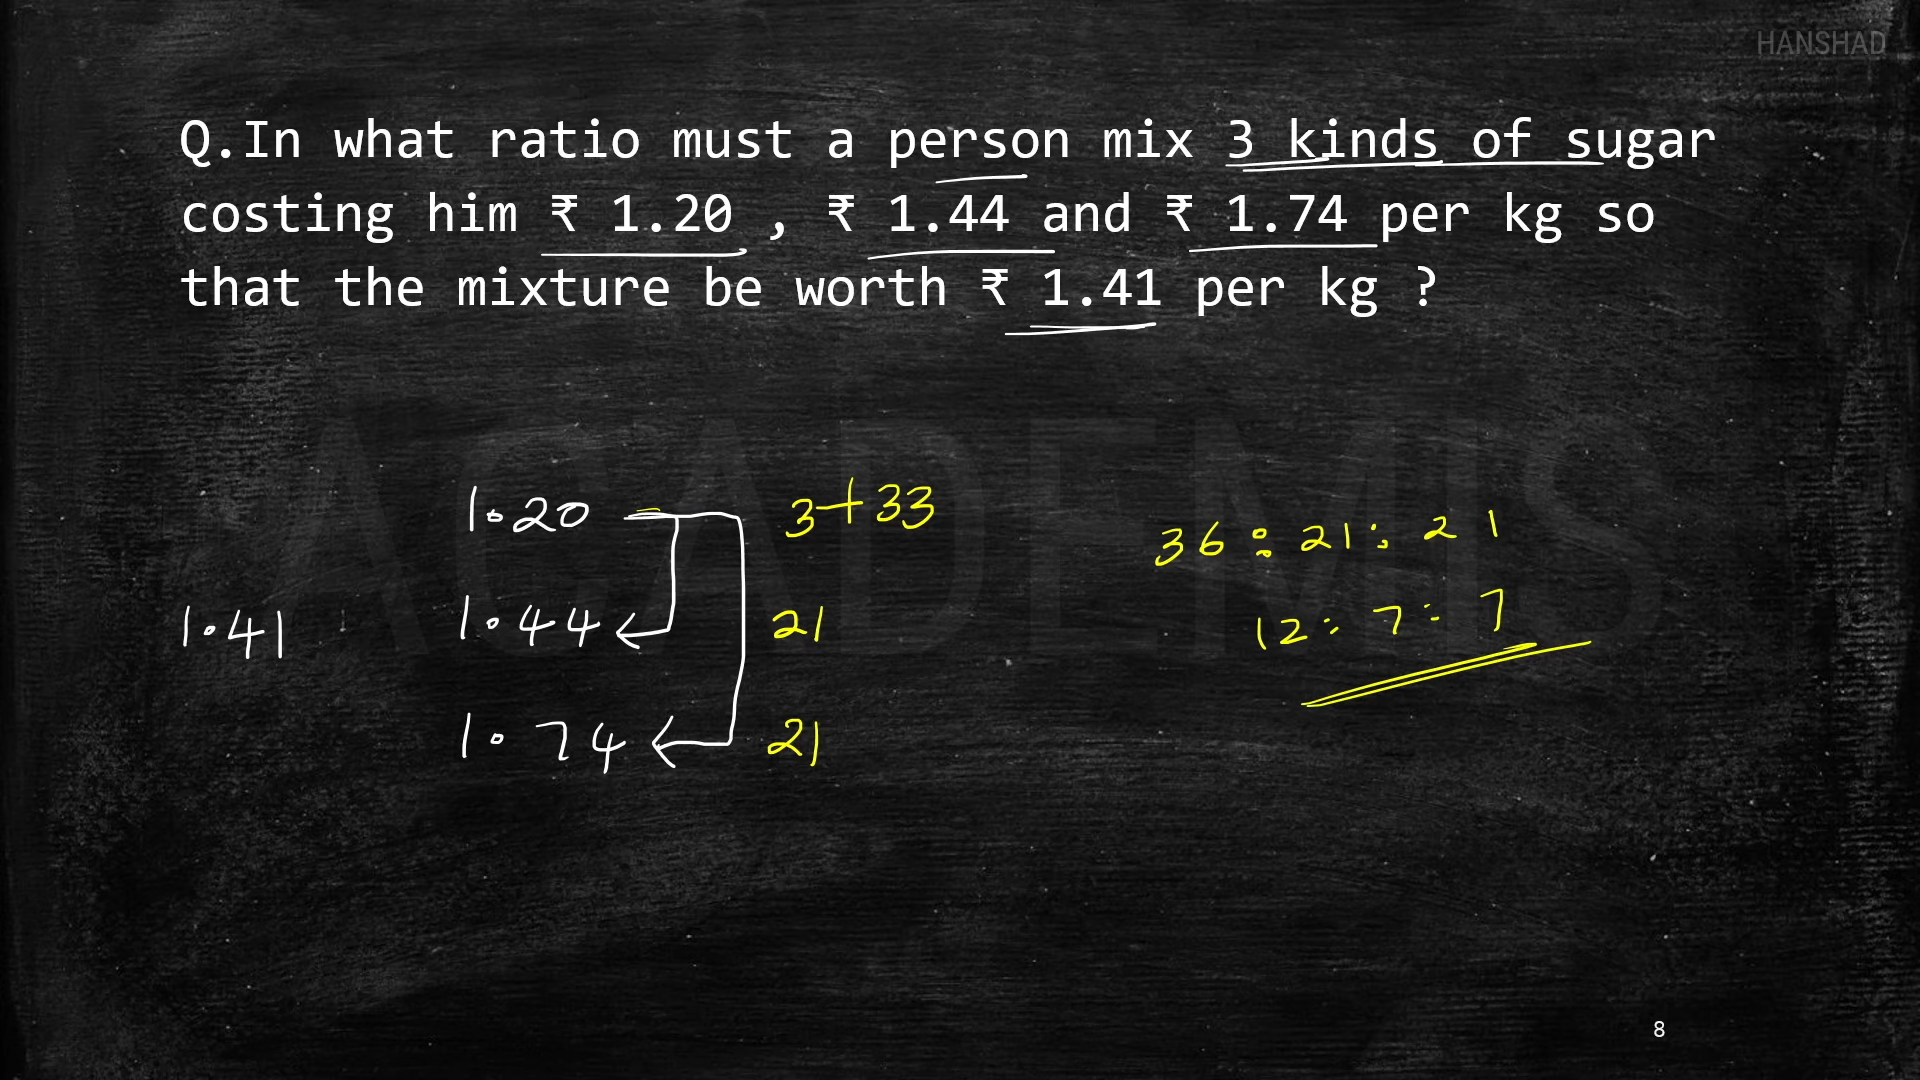 HANSHAD
Q.In what ratio must a person mix 3 kinds of sugar
costing him ₹ 1.20 , ₹ 1.44 and ₹ 1.74 per kg so
that the mixture be worth ₹ 1.41 per kg ?
ACADEMIS
1.20 3+33
36 : 21 : 21
1.41 1.44 21
12 : 7 : 7
1.74 21
8